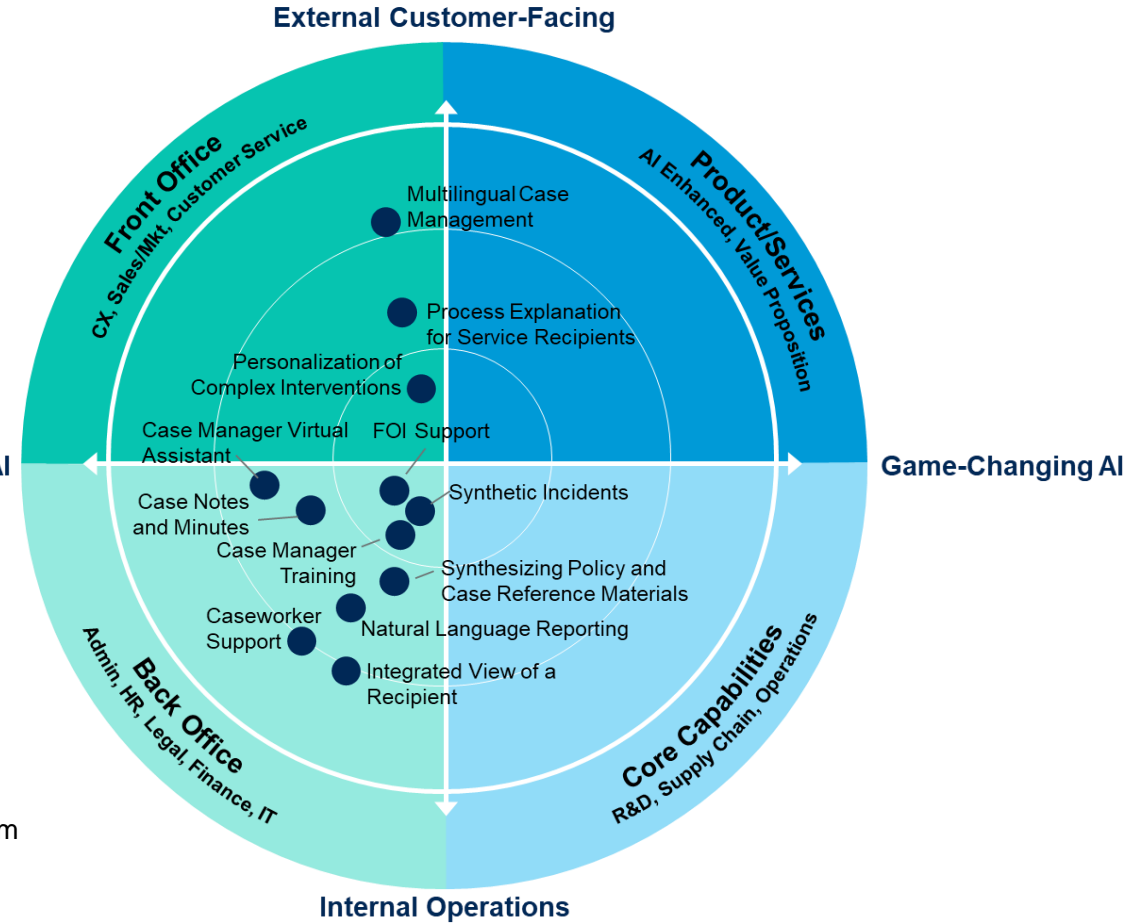 External Customer-Facing
Front Office
CX, Sales/Mkt, Customer Service
Product/Services
AI Enhanced, Value Proposition
Multilingual Case
Management
Process Explanation
for Service Recipients
Personalization of
Complex Interventions
Case Manager Virtual
Assistant
FOI Support
AI
Game-Changing AI
Synthetic Incidents
Case Notes
and Minutes
Case Manager
Training
Synthesizing Policy and
Case Reference Materials
Caseworker
Support
Natural Language Reporting
Integrated View of a
Recipient
Back Office
Admin, HR, Legal, Finance, IT
Core Capabilities
R&D, Supply Chain, Operations
m
Internal Operations